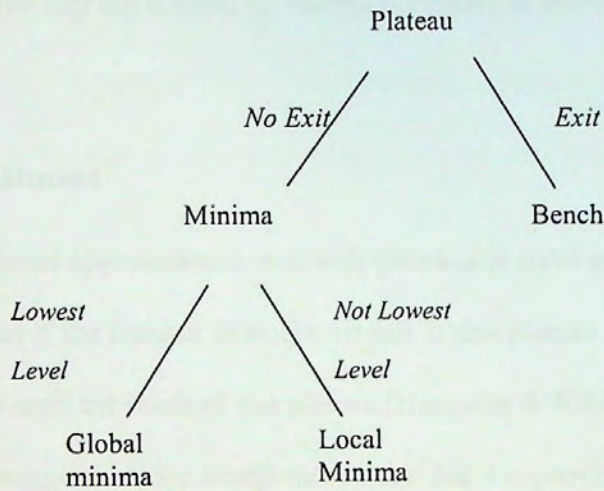 Plateau
No Exit
Exit
Minima
Bench
Lowest
Level
Not Lowest
Level
Global
minima
Local
Minima